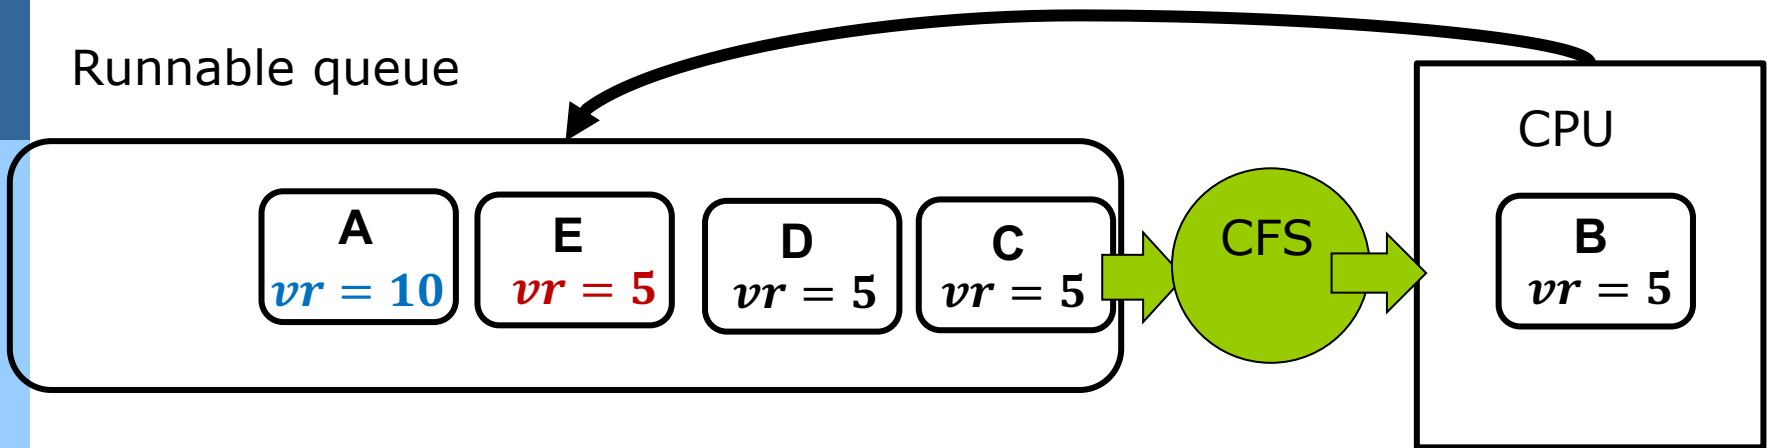 Runnable queue
CPU
A
vr = 10
E
vr = 5
D
vr = 5
C
vr = 5
CFS
B
vr = 5